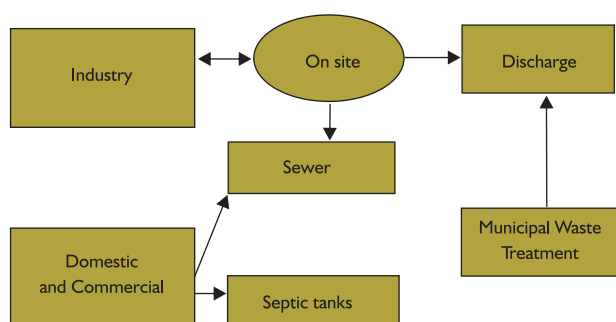 Industry
On site
Discharge
Sewer
Domestic
and Commercial
Septic tanks
Municipal Waste
Treatment